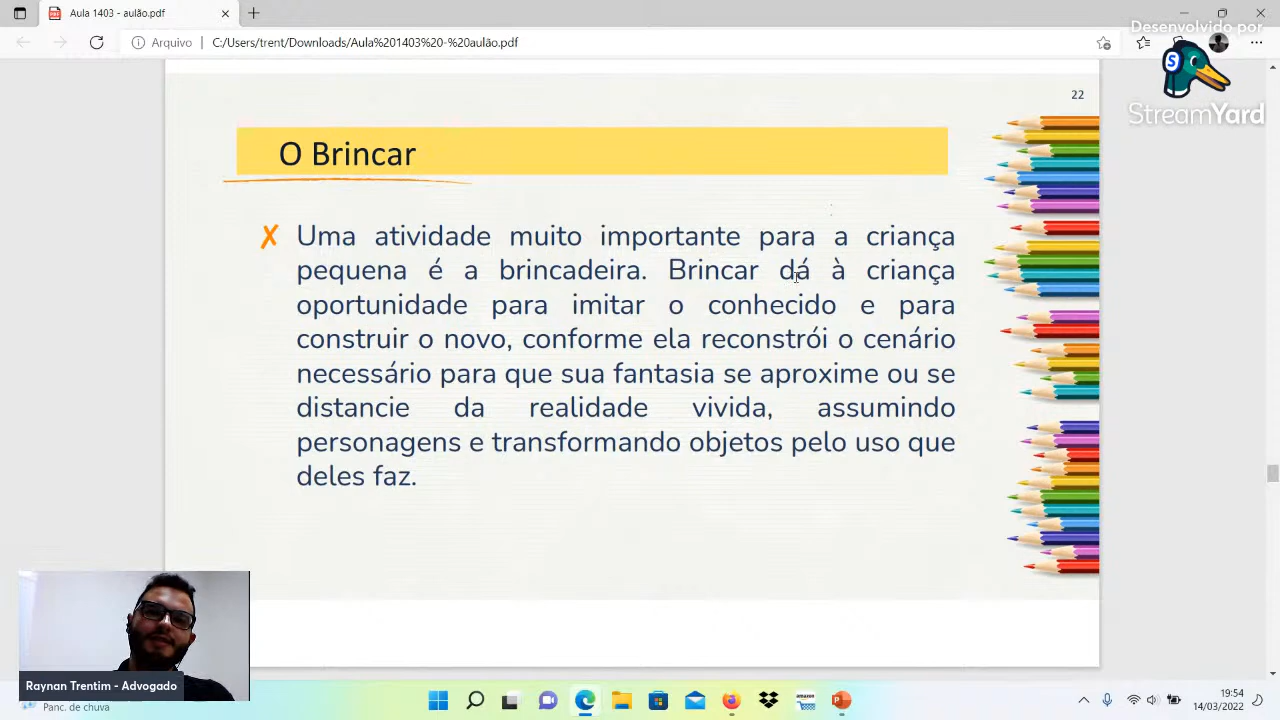 Aula 1403 - aulão.pdf
Arquivo
C:/Users/trent/Downloads/Aula%201403%20-%20aulão.pdf
Desenvolvido por
S
StreamYard
22
O Brincar
✗ Uma atividade muito importante para a criança
pequena é a brincadeira. Brincar dá à criança
oportunidade para imitar o conhecido e para
construir o novo, conforme ela reconstrói o cenário
necessário para que sua fantasia se aproxime ou se
distancie da realidade vivida, assumindo
personagens e transformando objetos pelo uso que
deles faz.
Raynan Trentim - Advogado
Panc. de chuva
amazon
19:54
14/03/2022